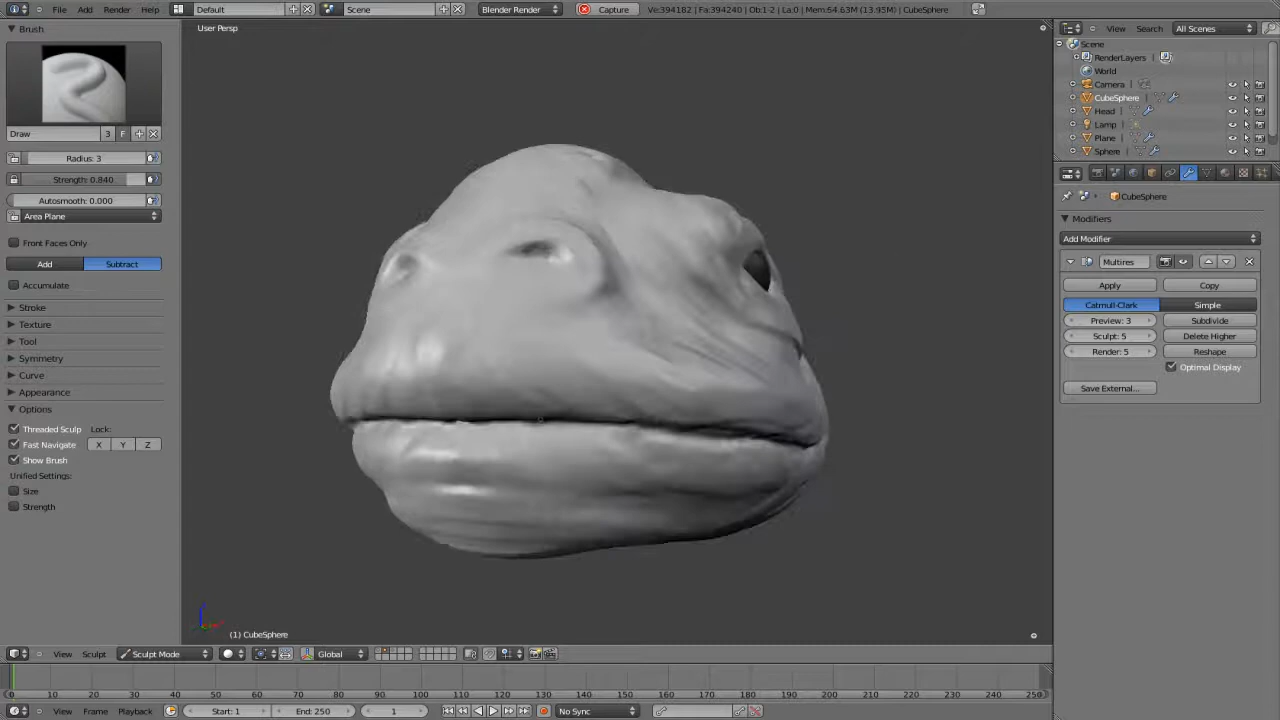 File Add Render Help Default Scene Blender Render Capture Ve:394182 | Fa:394240 | Ob:1-2 | La:0 | Mem:64.63M (13.95M) | CubeSphere
Brush
Draw 3 F
Radius: 3
Strength: 0.840
Autosmooth: 0.000
Area Plane
Front Faces Only
Add Subtract
Accumulate
Stroke
Texture
Tool
Symmetry
Curve
Appearance
Options
Threaded Sculp Lock:
Fast Navigate X Y Z
Show Brush
Unified Settings:
Size
Strength
User Persp
(1) CubeSphere
View Search All Scenes
Scene
RenderLayers
World
Camera
CubeSphere
Head
Lamp
Plane
Sphere
CubeSphere
Modifiers
Add Modifier
Multires
Apply Copy
Catmull-Clark Simple
Preview: 3 Subdivide
Sculpt: 5 Delete Higher
Render: 5 Reshape
Optimal Display
Save External...
View Sculpt Sculpt Mode Global
0 10 20 30 40 50 60 70 80 90 100 110 120 130 140 150 160 170 180 190 200 210 220 230 240 250
View Frame Playback Start: 1 End: 250 1 No Sync